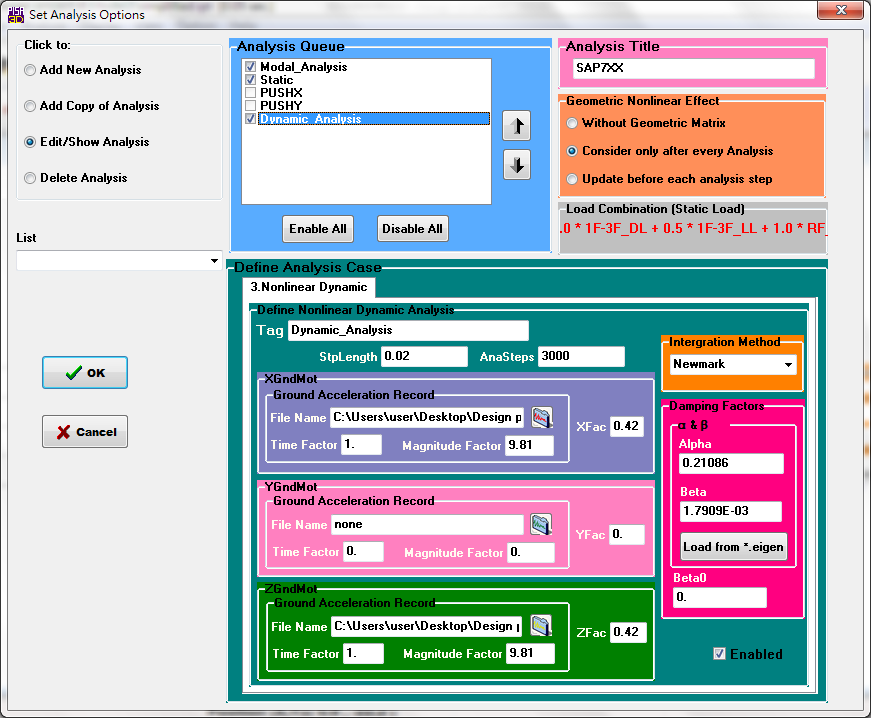 Set Analysis Options
Click to:
Add New Analysis
Add Copy of Analysis
Edit/Show Analysis
Delete Analysis
List
OK
Cancel
Analysis Queue
Modal_Analysis
Static
PUSHX
PUSHY
Dynamic_Analysis
Enable All
Disable All
Analysis Title
SAP7XX
Geometric Nonlinear Effect
Without Geometric Matrix
Consider only after every Analysis
Update before each analysis step
Load Combination (Static Load)
.0 * 1F-3F_DL + 0.5 * 1F-3F_LL + 1.0 * RF_
Define Analysis Case
3.Nonlinear Dynamic
Define Nonlinear Dynamic Analysis
Tag Dynamic_Analysis
StpLength 0.02 AnaSteps 3000
XGndMot
Ground Acceleration Record
File Name C:\Users\user\Desktop\Design p
Time Factor 1. Magnitude Factor 9.81
XFac 0.42
YGndMot
Ground Acceleration Record
File Name none
Time Factor 0. Magnitude Factor 0.
YFac 0.
ZGndMot
Ground Acceleration Record
File Name C:\Users\user\Desktop\Design p
Time Factor 1. Magnitude Factor 9.81
ZFac 0.42
Intergration Method
Newmark
Damping Factors
α & β
Alpha
0.21086
Beta
1.7909E-03
Load from *.eigen
Beta0
0.
Enabled